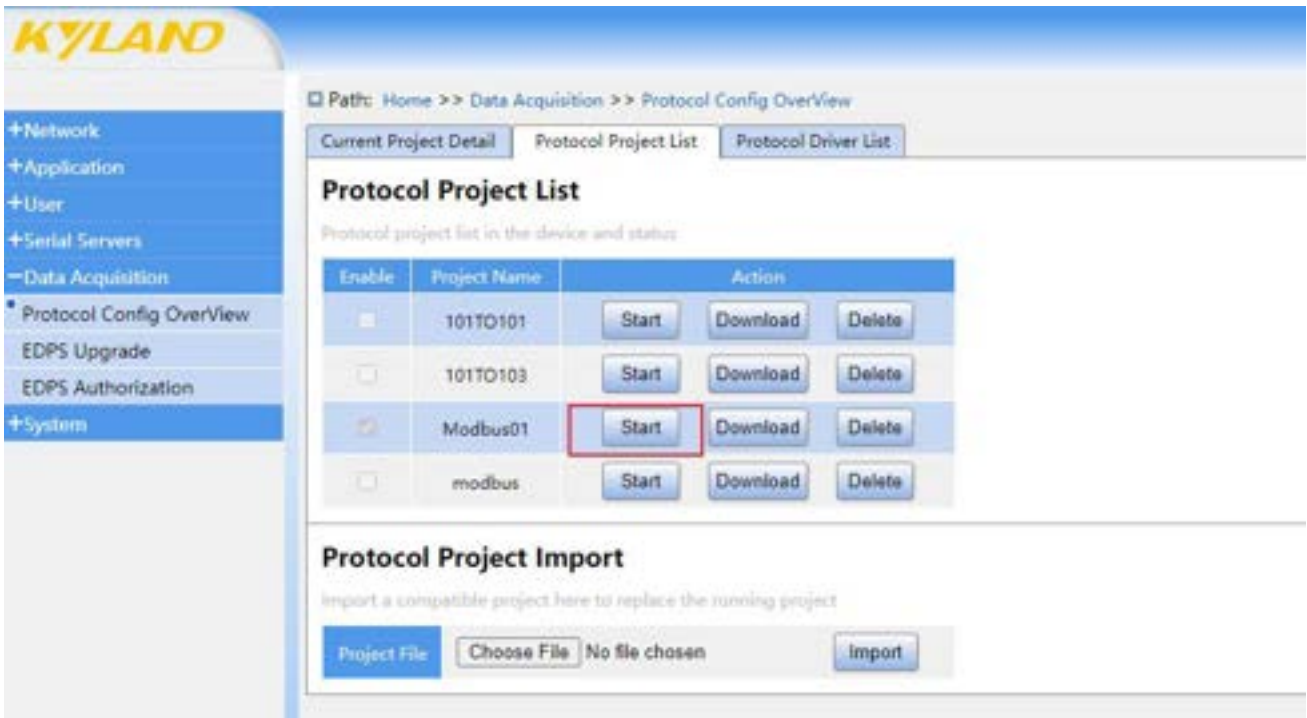 KYLAND
Path: Home >> Data Acquisition >> Protocol Config OverView
+Network
+Application
+User
+Serial Servers
−Data Acquisition
Protocol Config OverView
EDPS Upgrade
EDPS Authorization
+System
Current Project Detail Protocol Project List Protocol Driver List
Protocol Project List
Protocol project list in the device and status
Enable Project Name Action
101TO101 Start Download Delete
101TO103 Start Download Delete
Modbus01 Start Download Delete
modbus Start Download Delete
Protocol Project Import
Import a compatible project here to replace the running project
Project File Choose File No file chosen Import